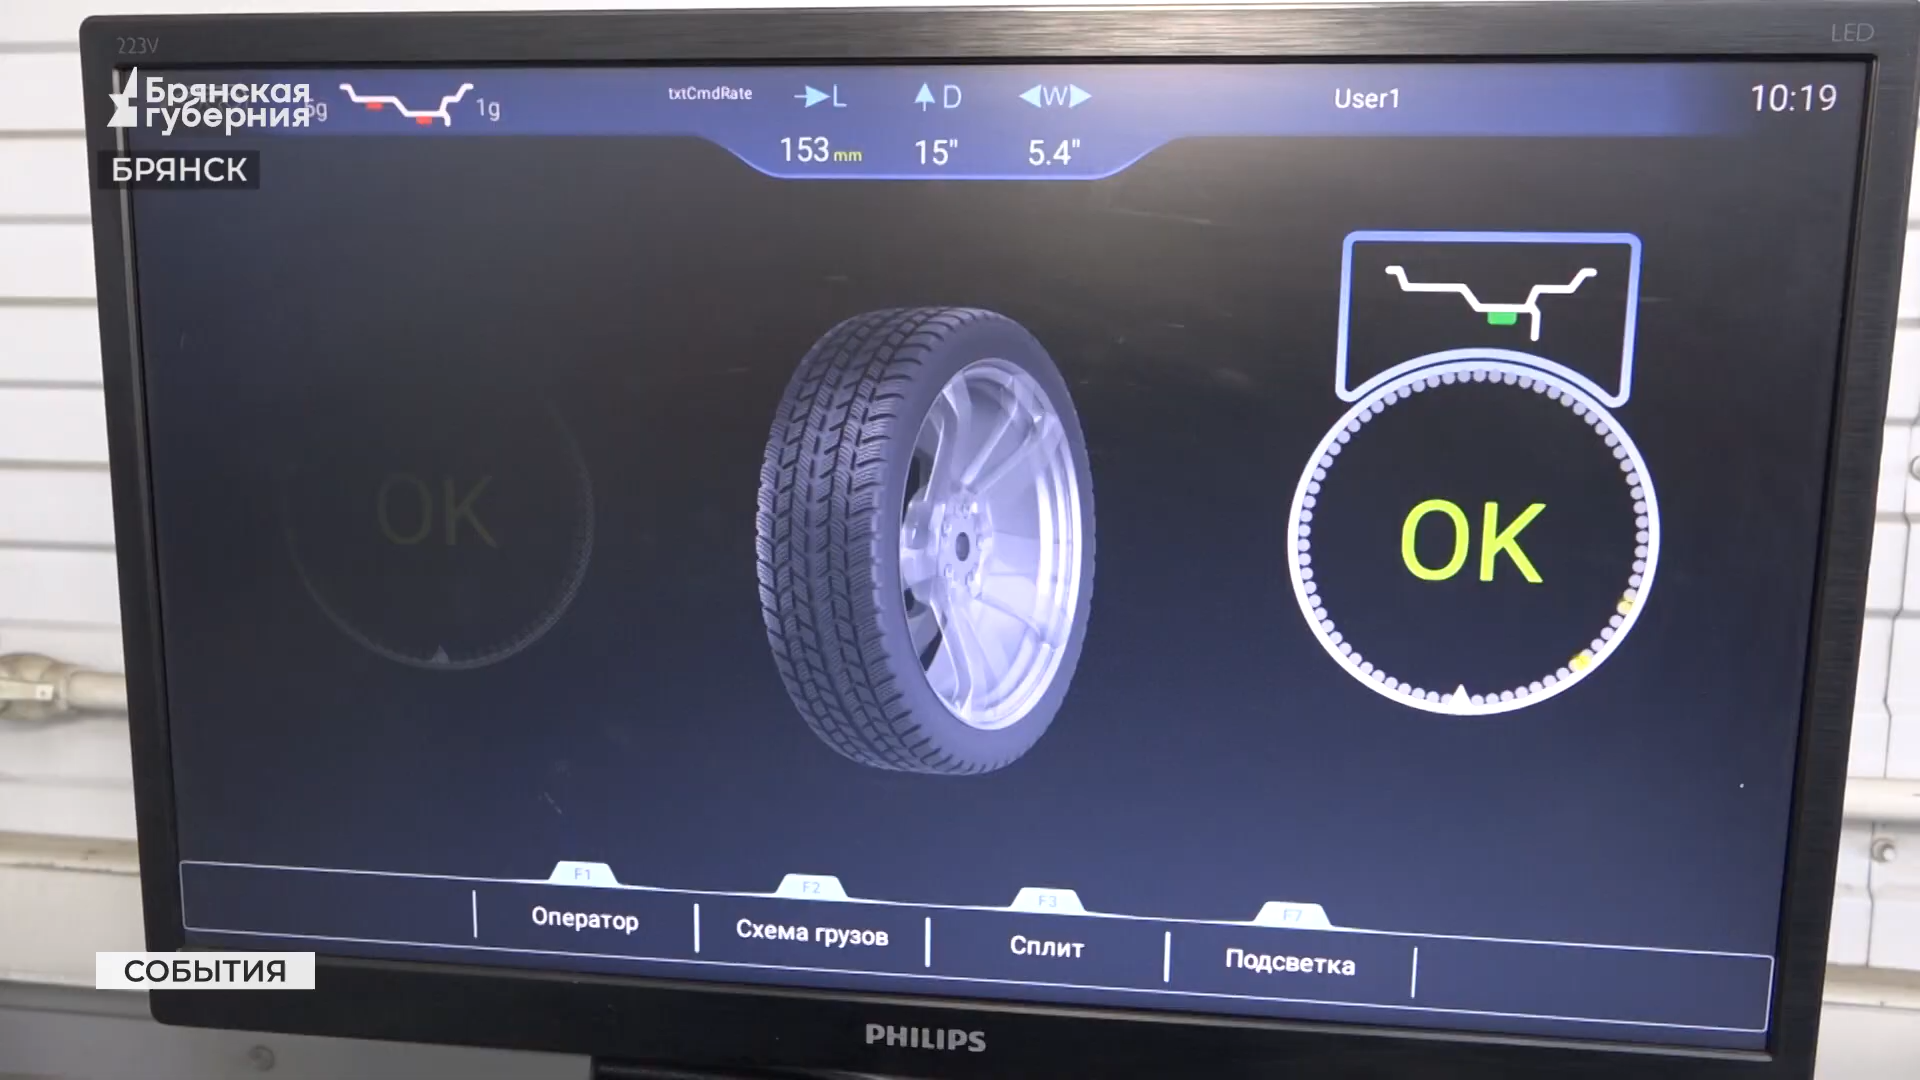 223V
LED
Брянская
губерния
5g
1g
txtCmdRate
L
D
W
User1
10:19
153 mm
15"
5.4"
БРЯНСК
OK
OK
F1
F2
F3
F7
Оператор
Схема грузов
Сплит
Подсветка
СОБЫТИЯ
PHILIPS